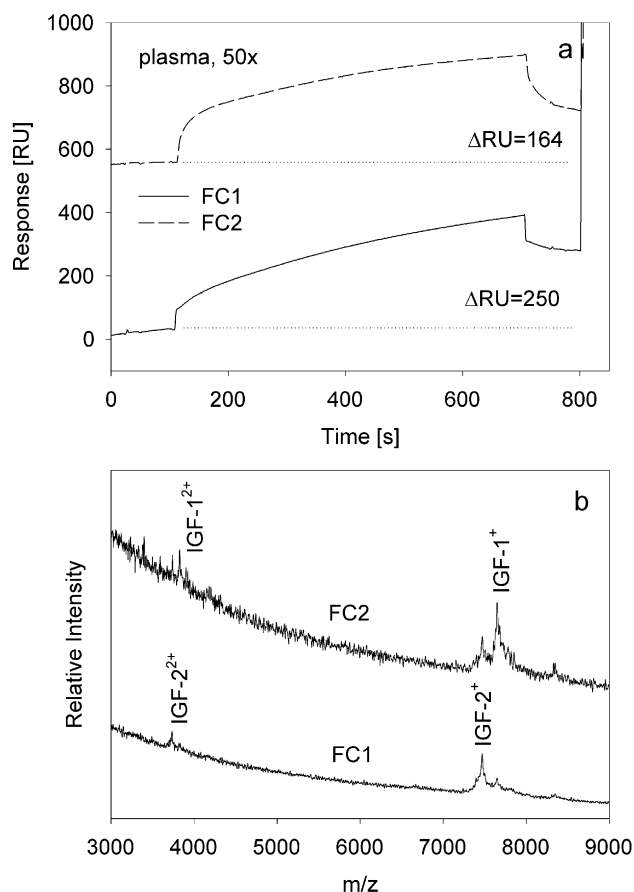 1000
800
600
400
200
0
Response [RU]
plasma, 50x
a
ΔRU=164
FC1
FC2
ΔRU=250
0
200
400
600
800
Time [s]
b
IGF-1²⁺
IGF-1⁺
FC2
IGF-2²⁺
IGF-2⁺
FC1
Relative Intensity
3000
4000
5000
6000
7000
8000
9000
m/z